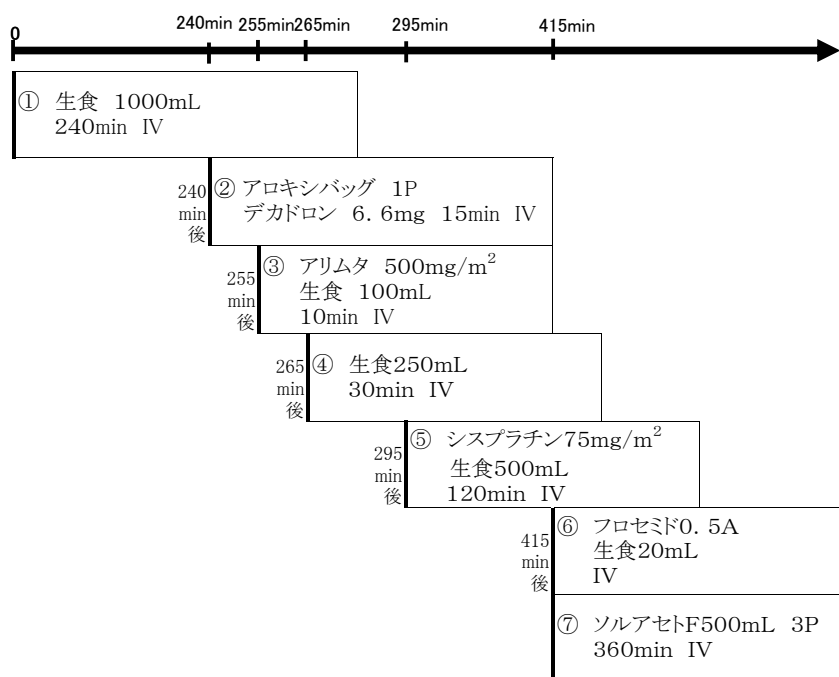 0
240min 255min 265min 295min 415min
① 生食 1000mL
240min IV
240
min
後
② アロキシバッグ 1P
デカドロン 6.6mg 15min IV
255
min
後
③ アリムタ 500mg/m²
生食 100mL
10min IV
265
min
後
④ 生食250mL
30min IV
295
min
後
⑤ シスプラチン75mg/m²
生食500mL
120min IV
415
min
後
⑥ フロセミド0.5A
生食20mL
IV
⑦ ソルアセトF500mL 3P
360min IV